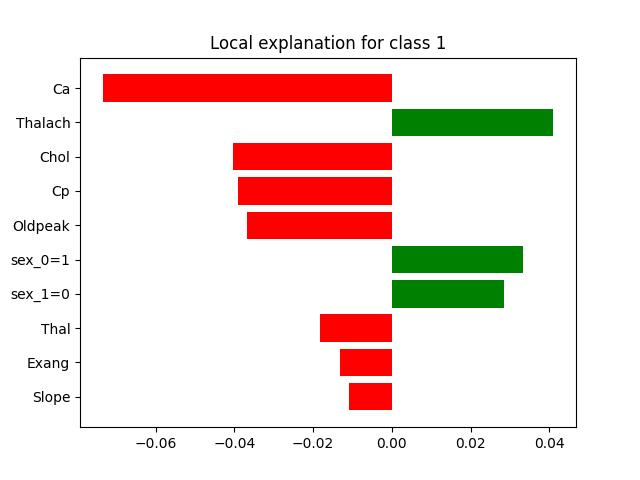 Local explanation for class 1
Ca
Thalach
Chol
Cp
Oldpeak
sex_0=1
sex_1=0
Thal
Exang
Slope
−0.06 −0.04 −0.02 0.00 0.02 0.04